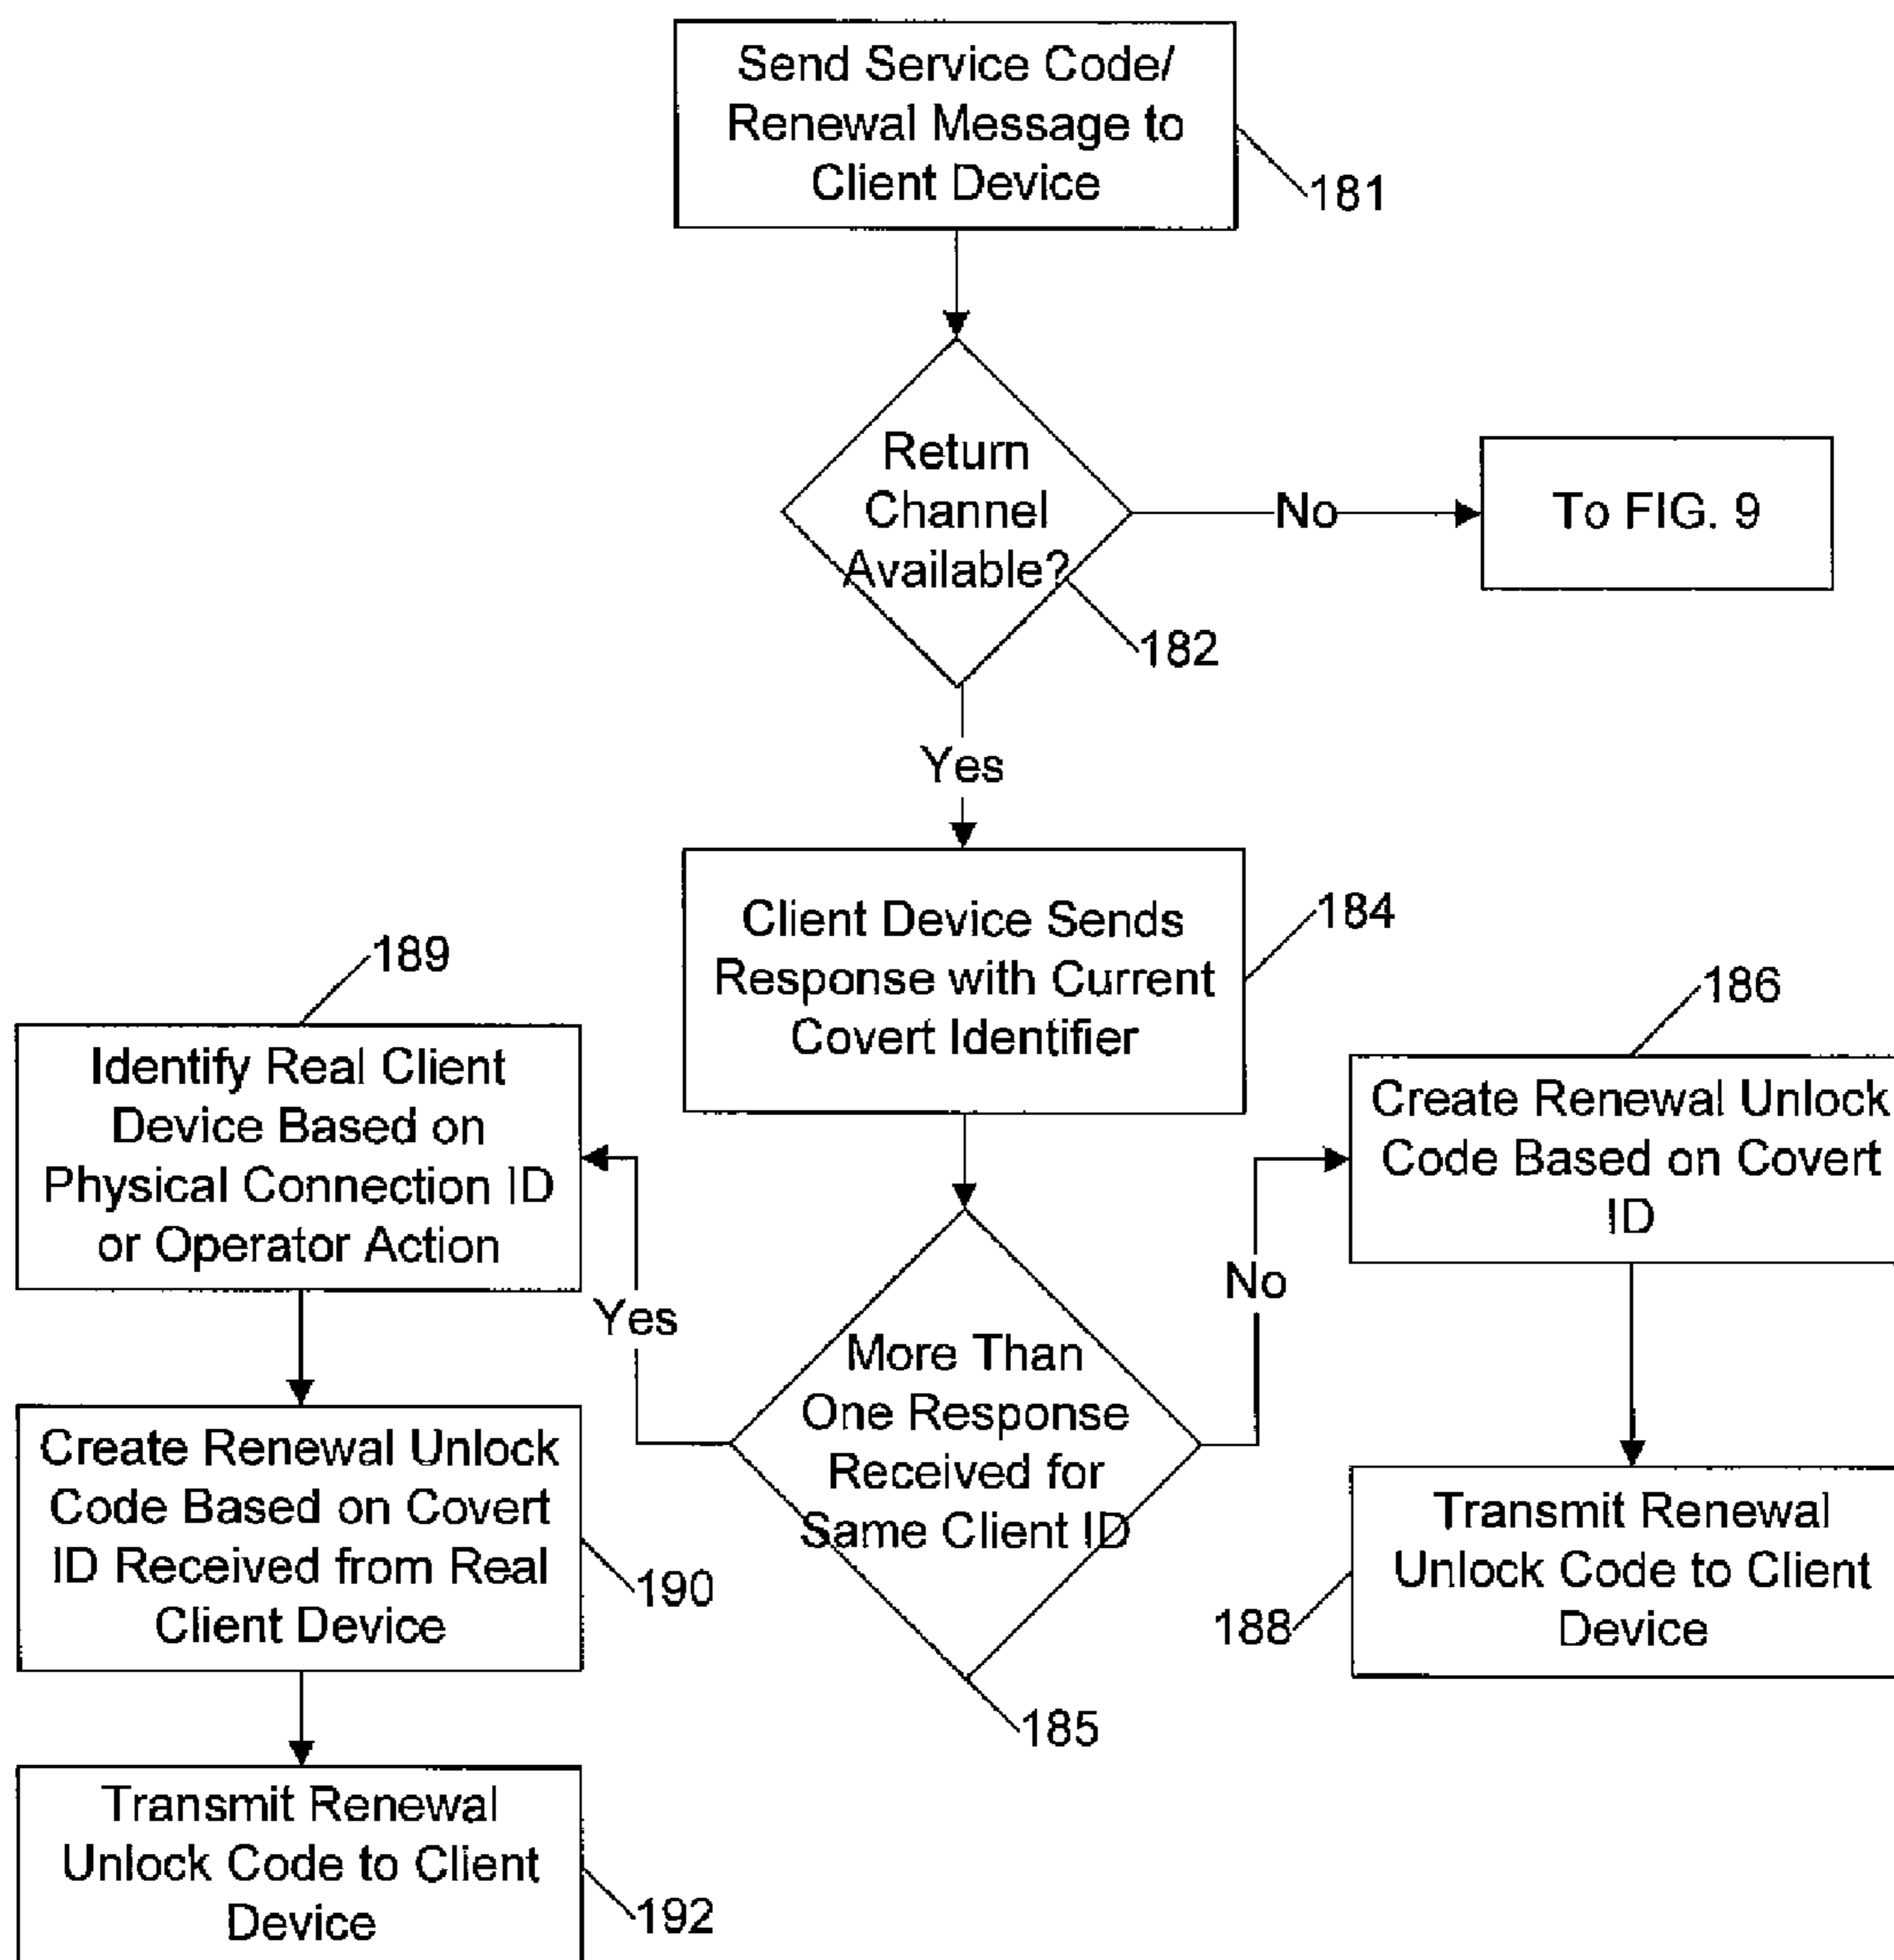 Send Service Code/
Renewal Message to
Client Device
181
Return
Channel
Available?
No
To FIG. 9
182
Yes
Client Device Sends
Response with Current
Covert Identifier
184
189
Identify Real Client
Device Based on
Physical Connection ID
or Operator Action
186
Create Renewal Unlock
Code Based on Covert
ID
Yes
No
More Than
One Response
Received for
Same Client ID
185
Create Renewal Unlock
Code Based on Covert
ID Received from Real
Client Device
190
Transmit Renewal
Unlock Code to Client
Device
188
Transmit Renewal
Unlock Code to Client
Device
192